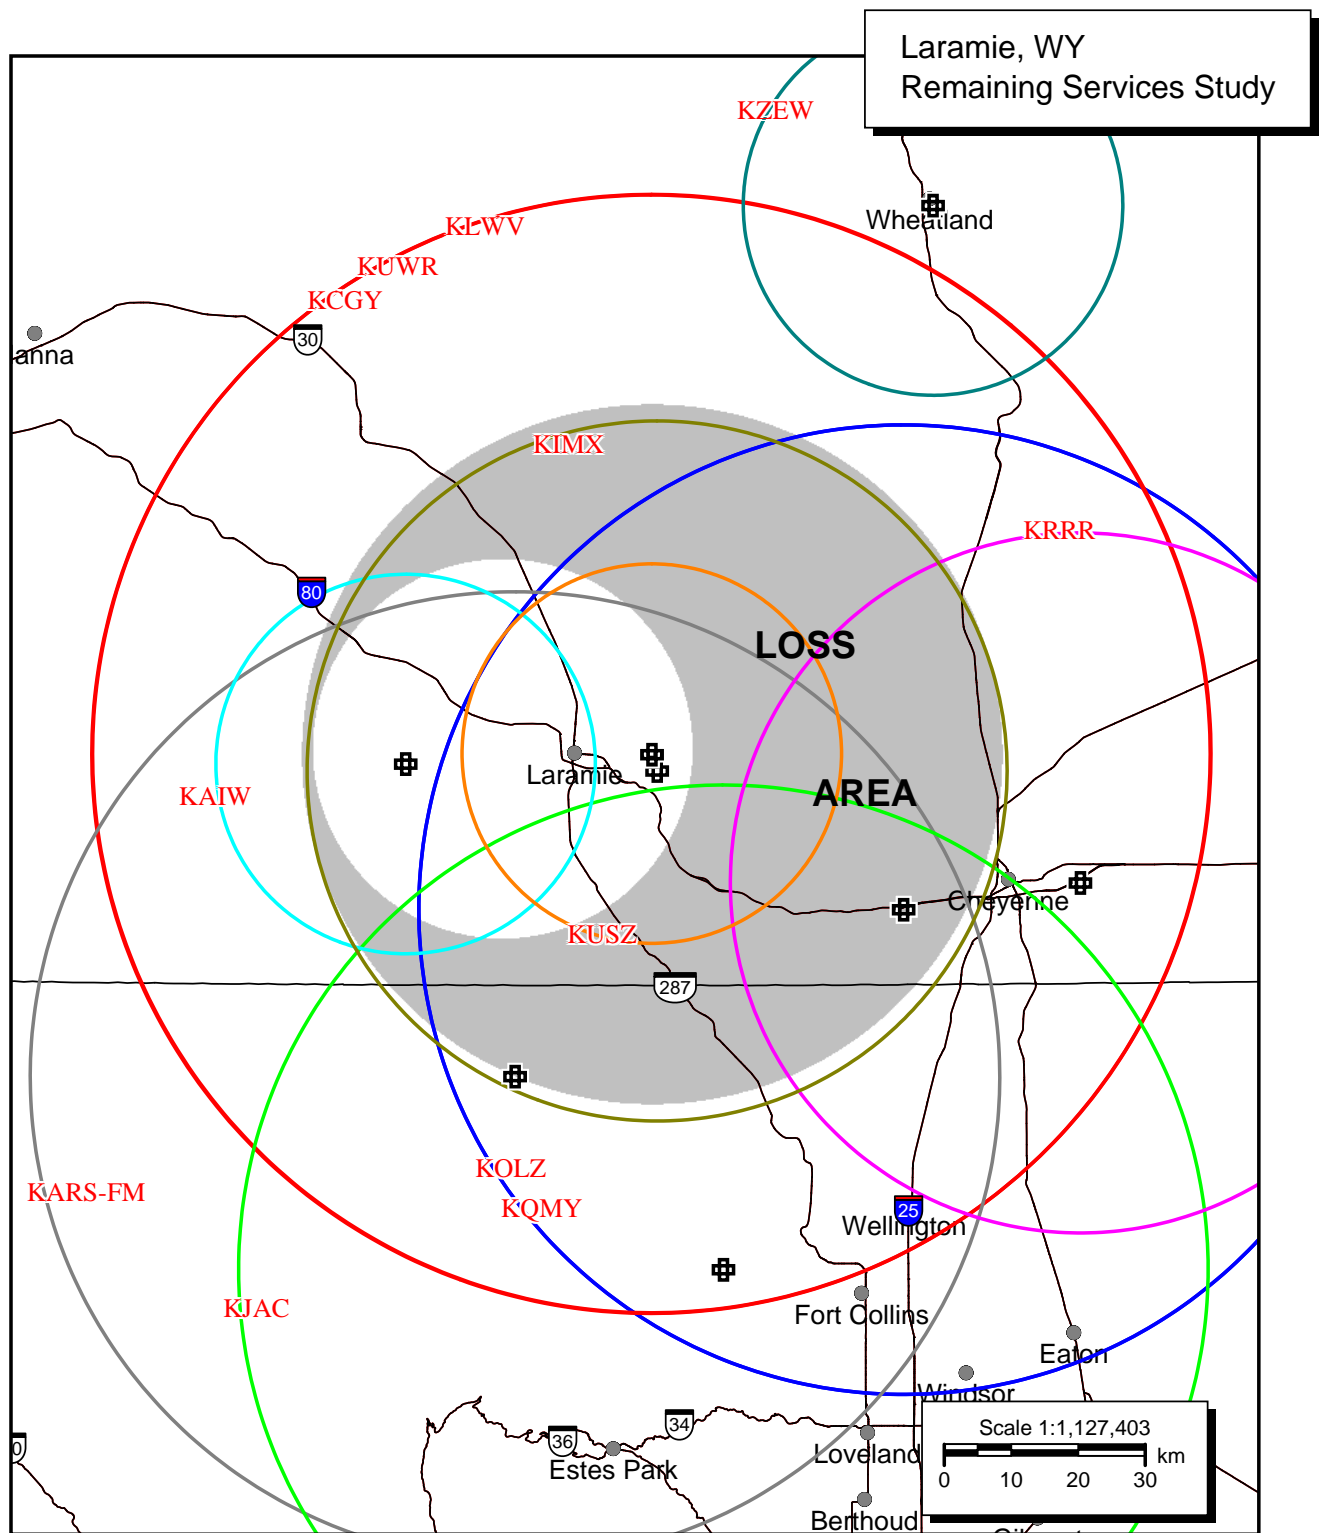 Laramie, WY
Remaining Services Study
KZEW
Wheatland
KLWV
KUWR
KCGY
30
anna
KIMX
KRRR
80
LOSS
Laramie
KAIW
AREA
Cheyenne
KUSZ
287
KOLZ
KARS-FM
KQMY
25
Wellington
KJAC
Fort Collins
Eaton
Windsor
34
36
0
Estes Park
Loveland
Berthoud
Scale 1:1,127,403
km
0 10 20 30